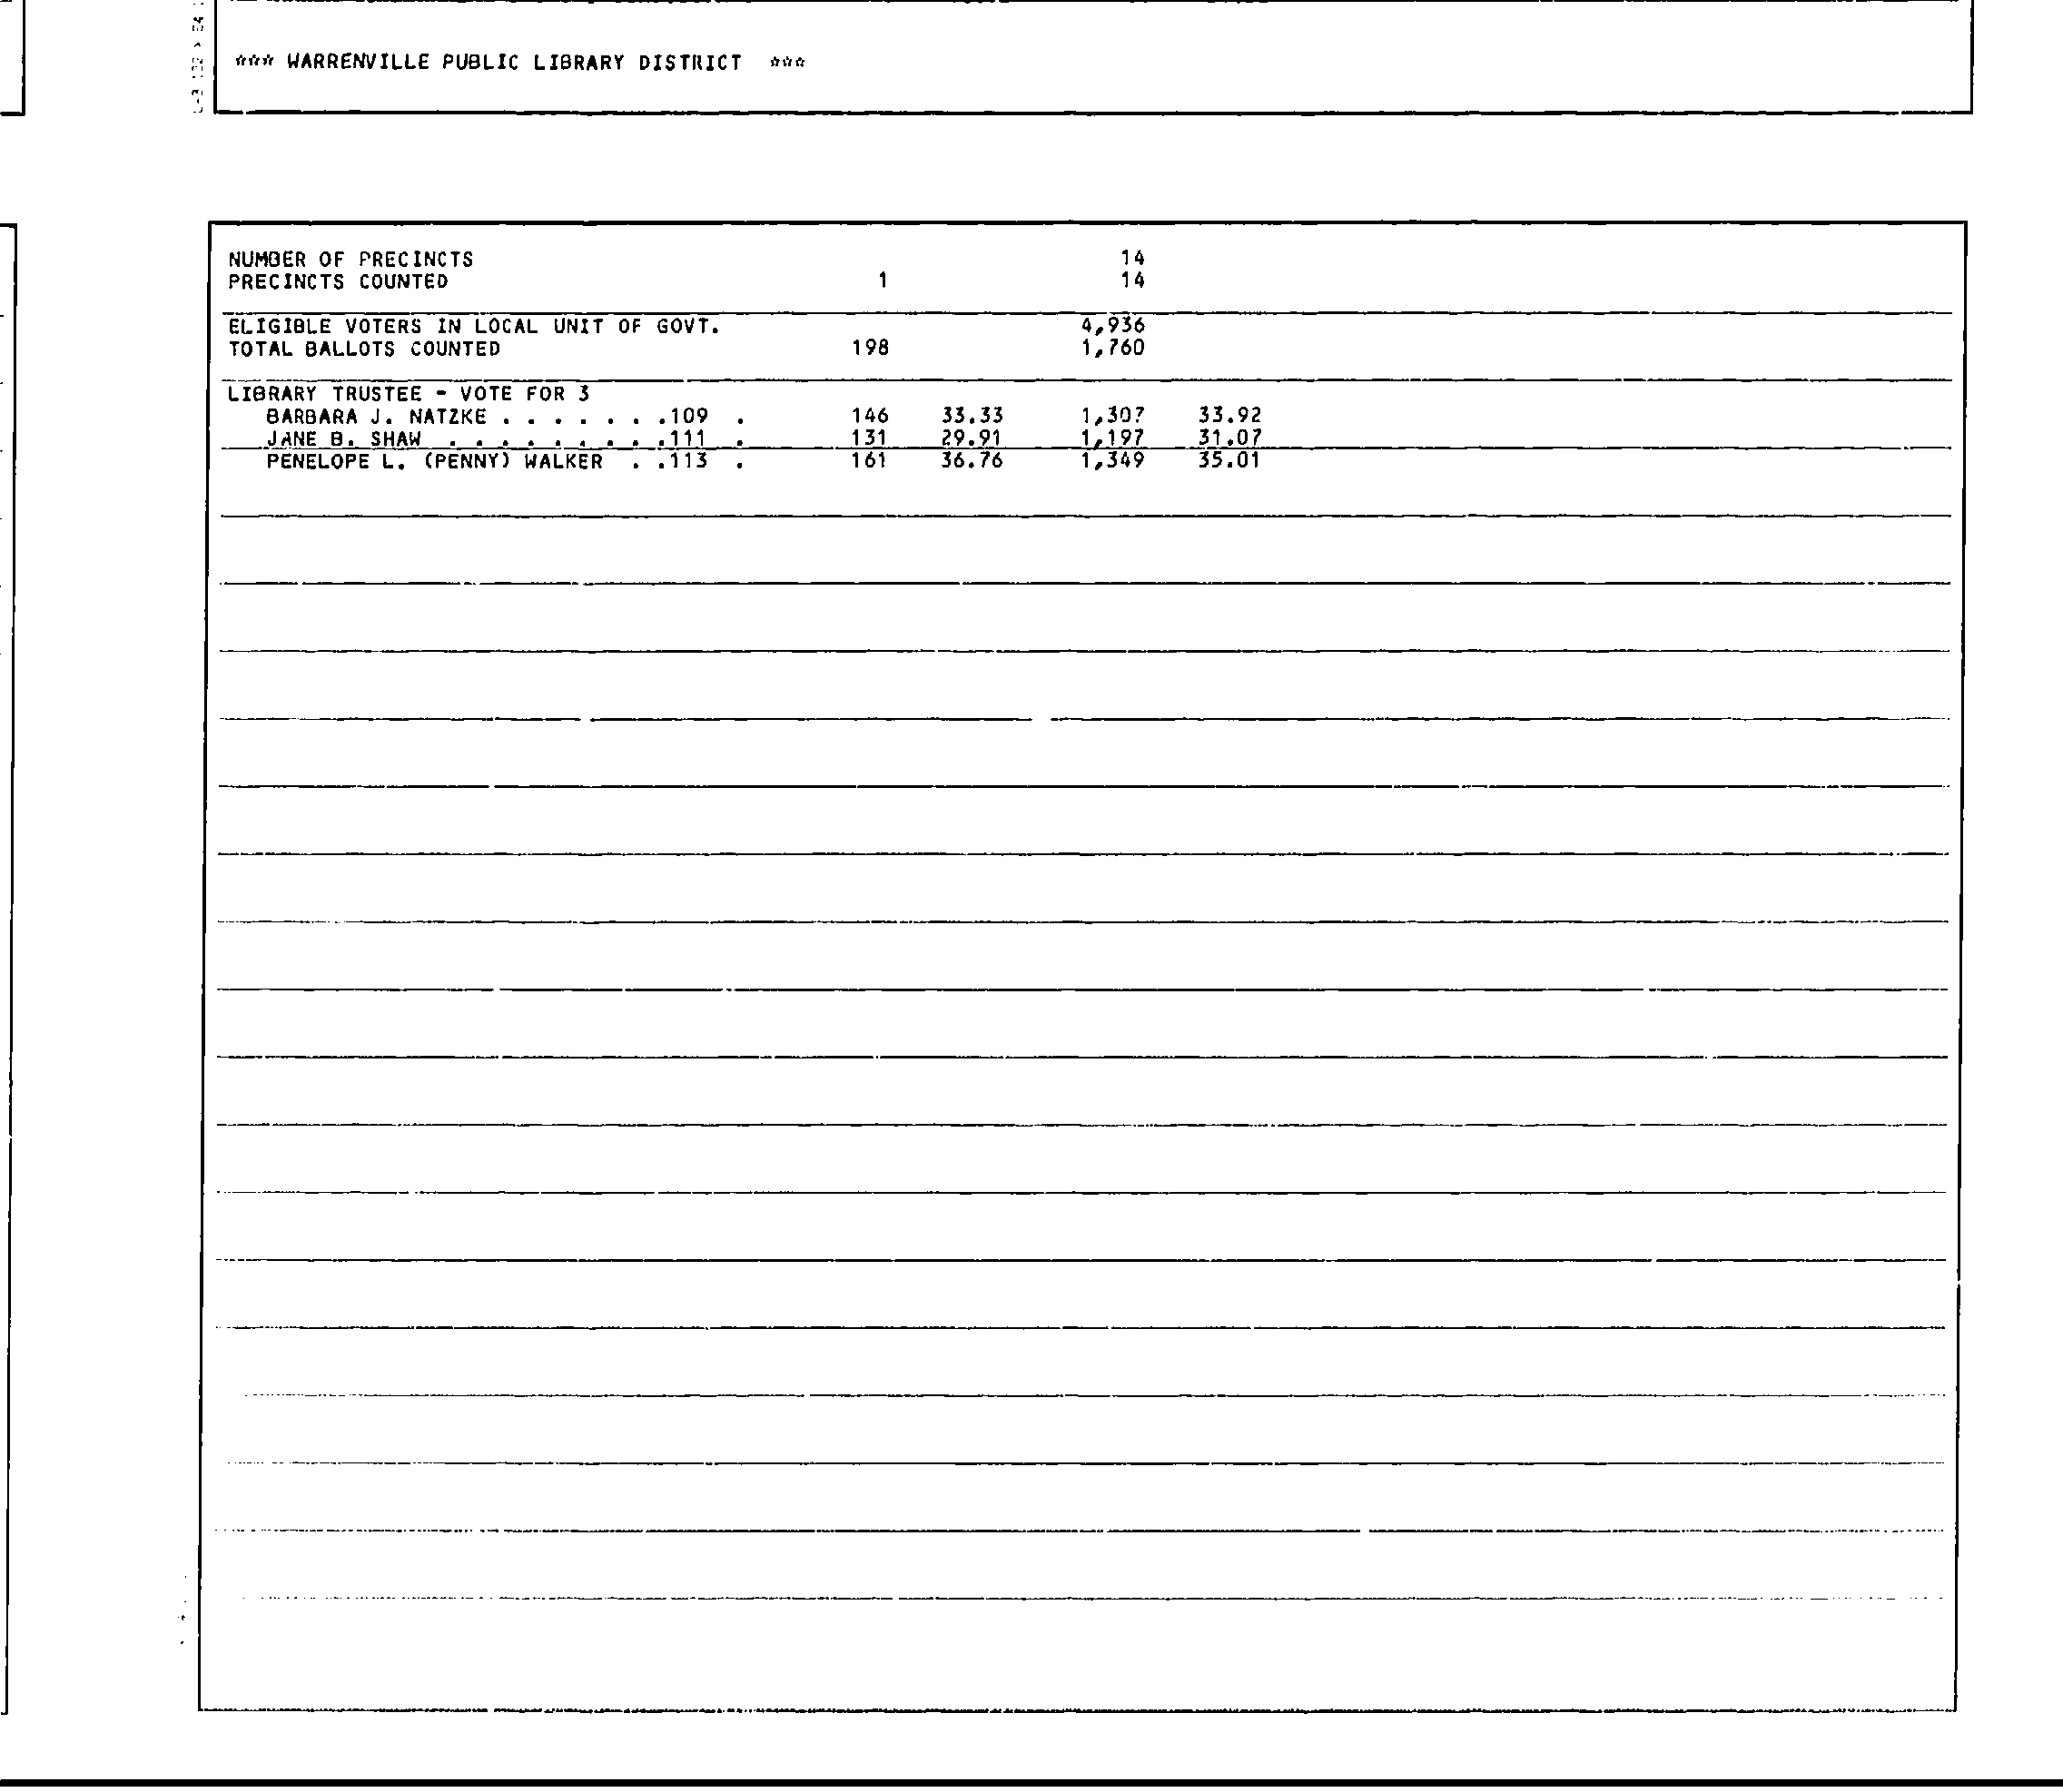 *** WARRENVILLE PUBLIC LIBRARY DISTRICT ***
NUMBER OF PRECINCTS 14
PRECINCTS COUNTED 1 14
ELIGIBLE VOTERS IN LOCAL UNIT OF GOVT. 4,936
TOTAL BALLOTS COUNTED 198 1,760
LIBRARY TRUSTEE - VOTE FOR 3
BARBARA J. NATZKE . . . . . . .109 . 146 33.33 1,307 33.92
JANE B. SHAW . . . . . . . . .111 . 131 29.91 1,197 31.07
PENELOPE L. (PENNY) WALKER . .113 . 161 36.76 1,349 35.01